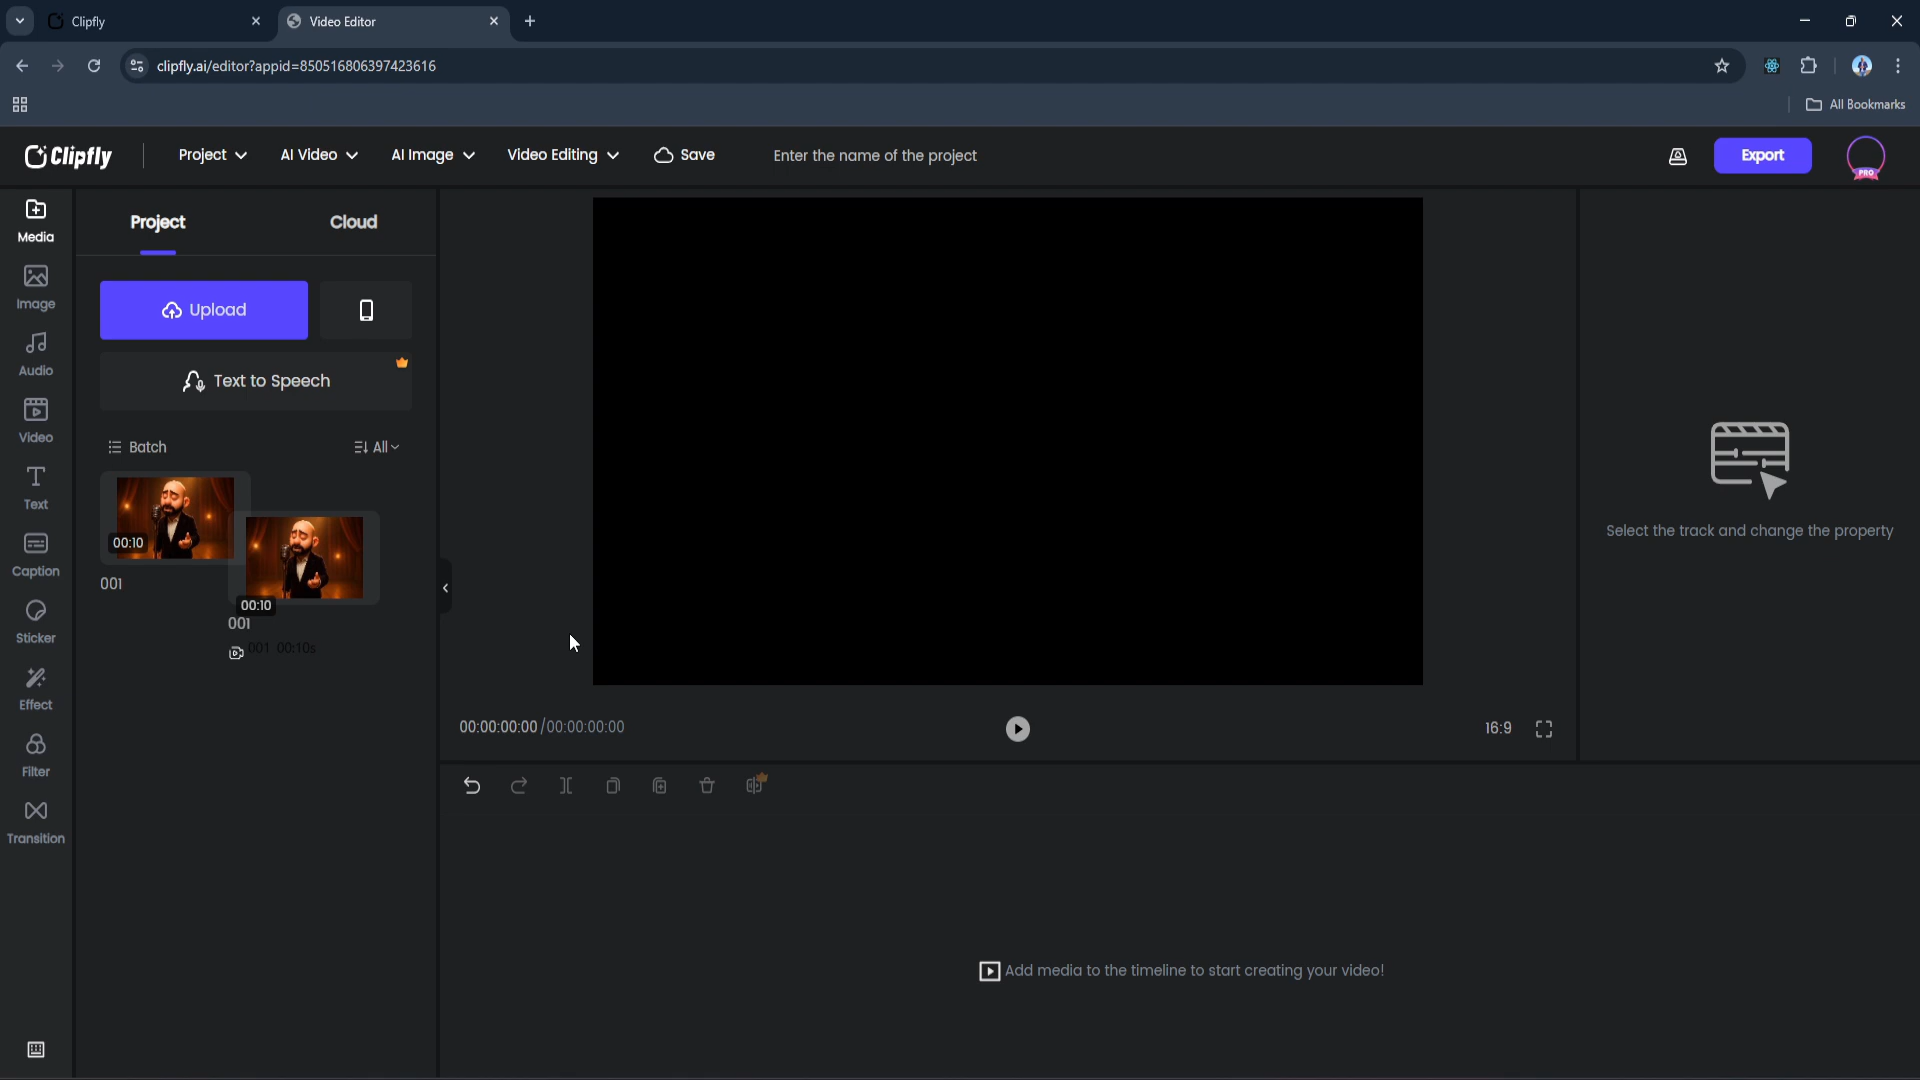 Clipfly
Video Editor
clipfly.ai/editor?appid=850516806397423616
All Bookmarks
Clipfly
Project
AI Video
AI Image
Video Editing
Save
Enter the name of the project
Export
PRO
Media
Image
Audio
Video
Text
Caption
Sticker
Effect
Filter
Transition
Project
Cloud
Upload
Text to Speech
Batch
All
00:10
001
00:10
001
001 00:10s
00:00:00:00 /00:00:00:00
16:9
Select the track and change the property
Add media to the timeline to start creating your video!